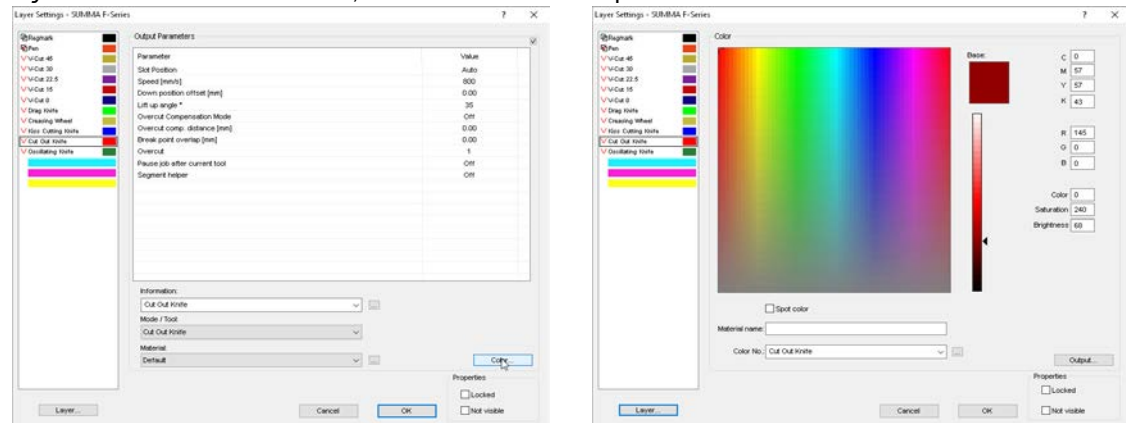 Layer Settings - SUMMA F-Series
Regmark
Pen
V-Cut 45
V-Cut 30
V-Cut 22.5
V-Cut 15
V-Cut 0
Drag Knife
Creasing Wheel
Kiss Cutting Knife
Cut Out Knife
Oscillating Knife
Layer...
Output Parameters
Parameter Value
Slot Position Auto
Speed [mm/s] 800
Down position offset [mm] 0.00
Lift up angle ° 35
Overcut Compensation Mode Off
Overcut comp. distance [mm] 0.00
Break point overlap [mm] 0.00
Overcut 1
Pause job after current tool Off
Segment helper Off
Information:
Cut Out Knife
Mode / Tool:
Cut Out Knife
Material:
Default
Color...
Properties
Locked
Not visible
Cancel OK
Layer Settings - SUMMA F-Series
Regmark
Pen
V-Cut 45
V-Cut 30
V-Cut 22.5
V-Cut 15
V-Cut 0
Drag Knife
Creasing Wheel
Kiss Cutting Knife
Cut Out Knife
Oscillating Knife
Layer...
Color
Base:
C 0
M 57
Y 57
K 43
R 145
G 0
B 0
Color 0
Saturation 240
Brightness 68
Spot color
Material name:
Color No.: Cut Out Knife
Output...
Properties
Locked
Not visible
Cancel OK